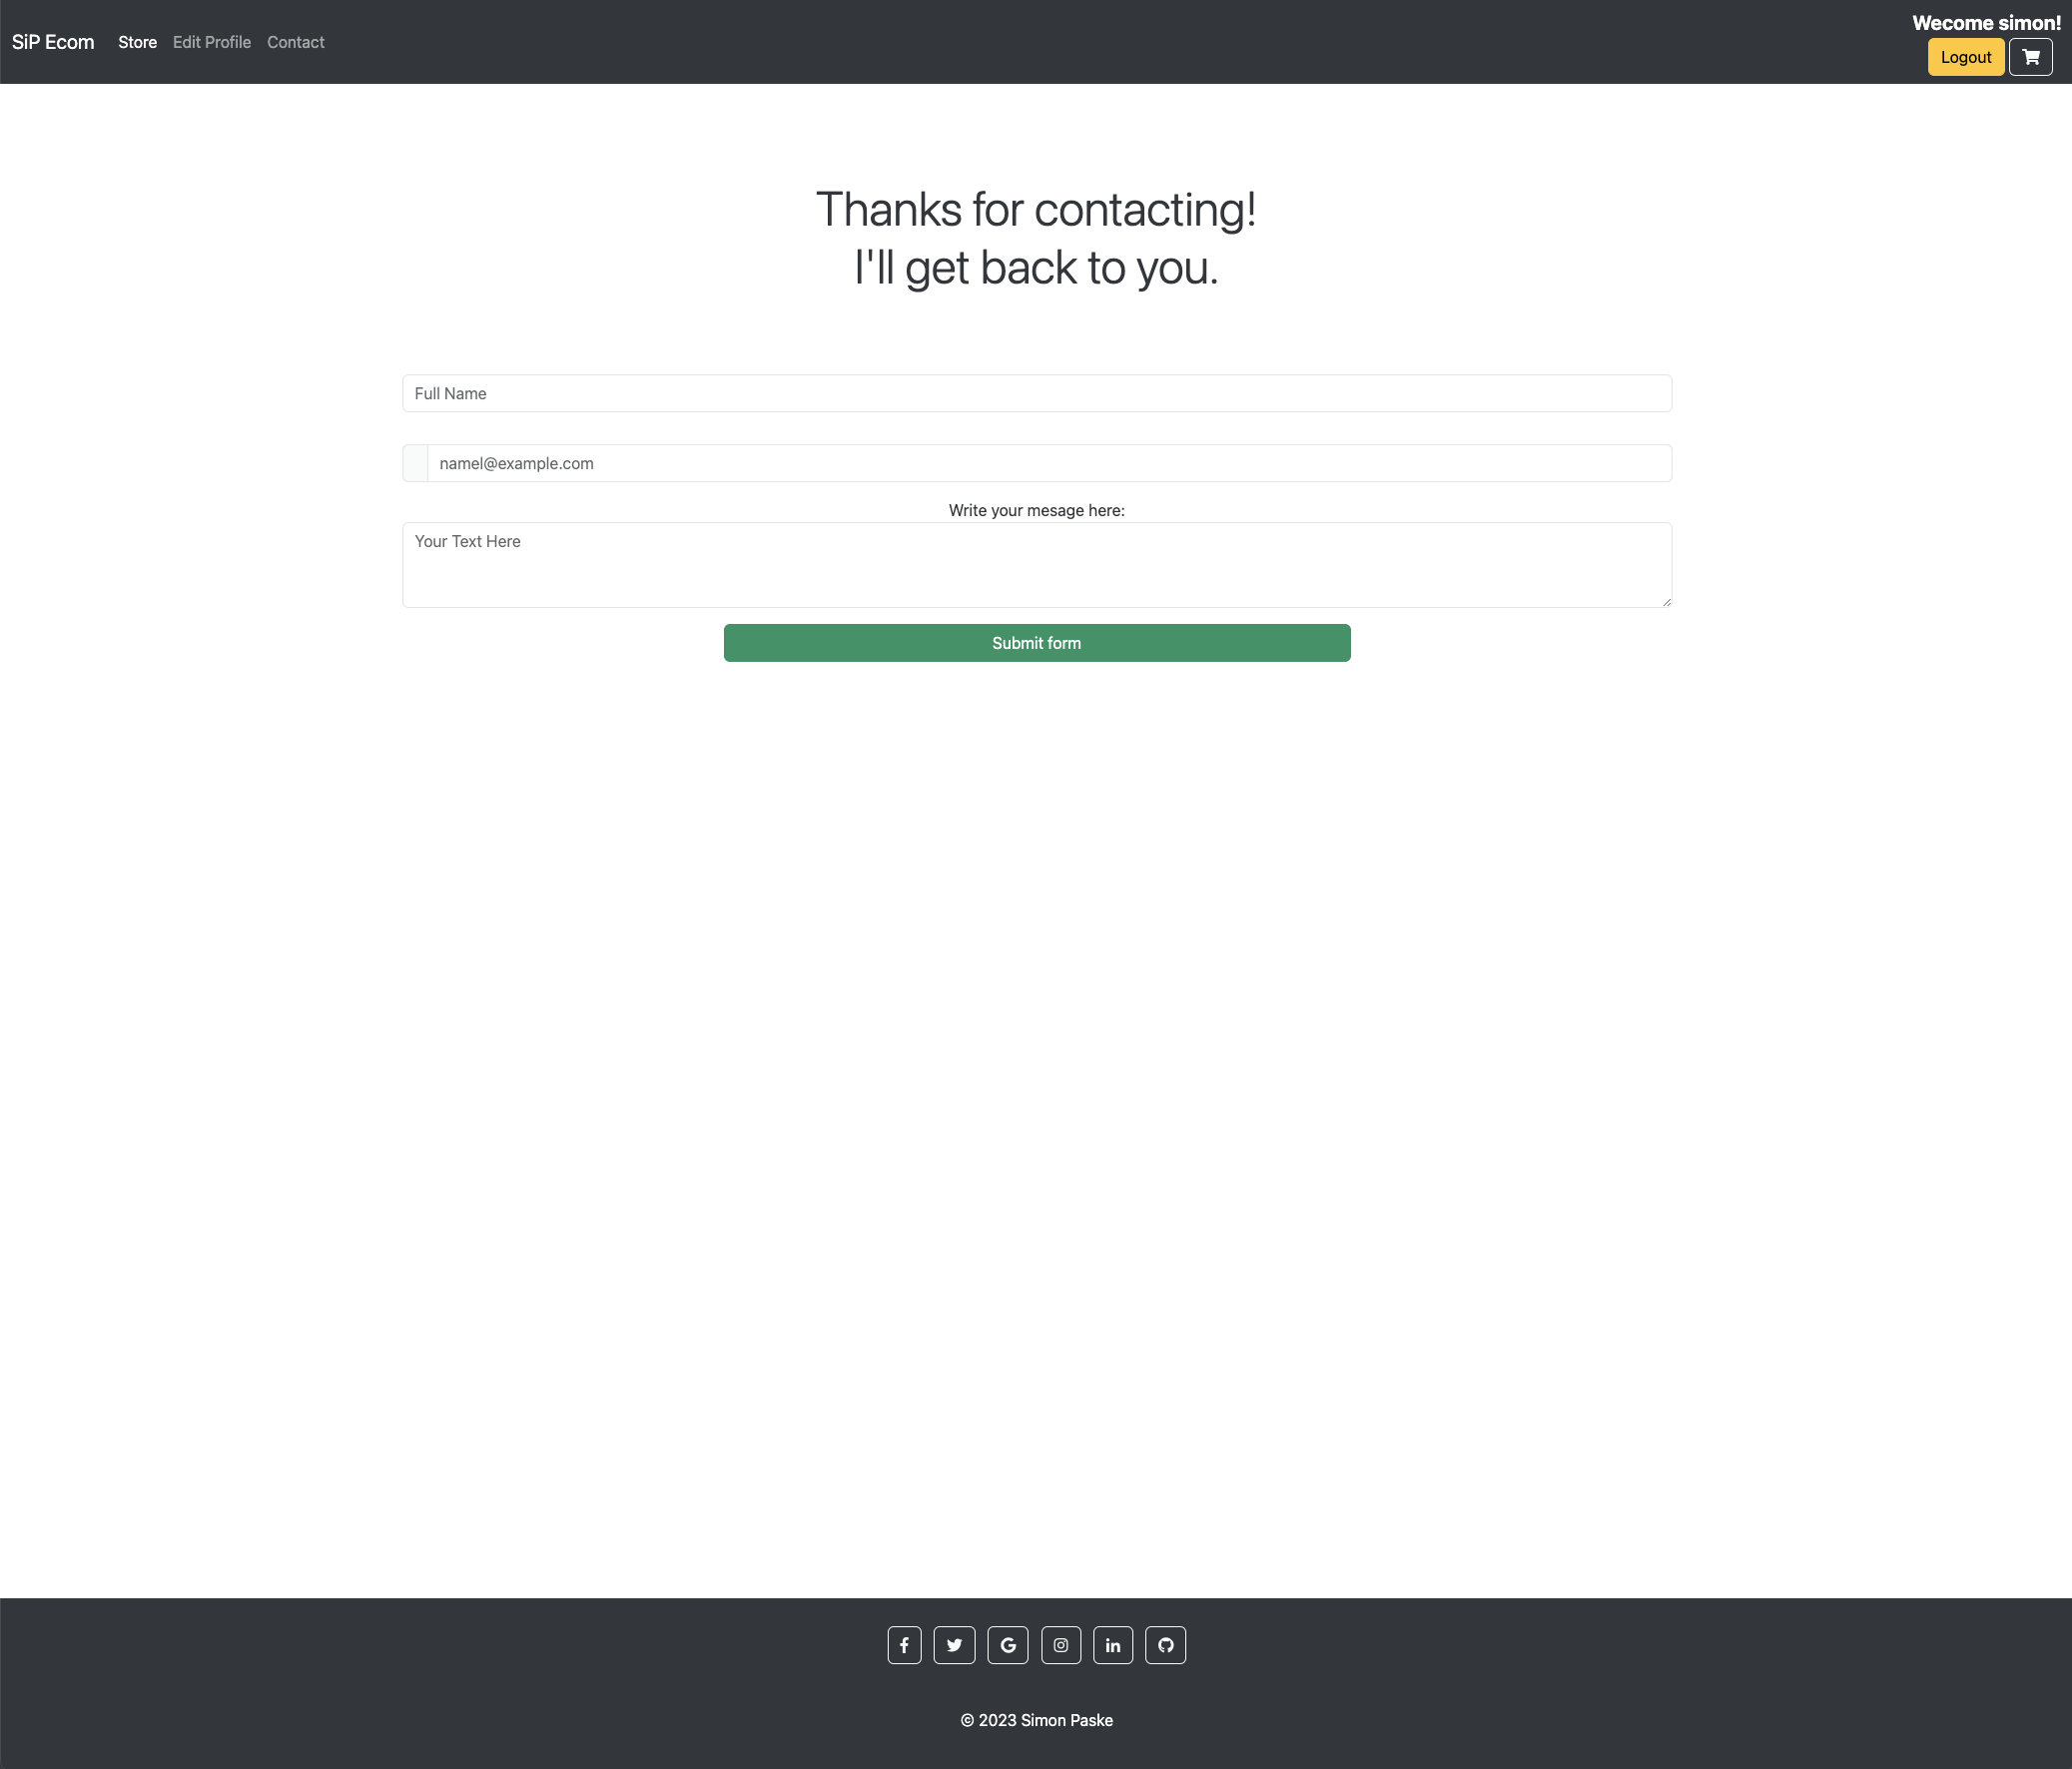 SiP Ecom Store Edit Profile Contact
Wecome simon!
Logout
Thanks for contacting!
I'll get back to you.
Full Name
namel@example.com
Write your mesage here:
Your Text Here
Submit form
© 2023 Simon Paske